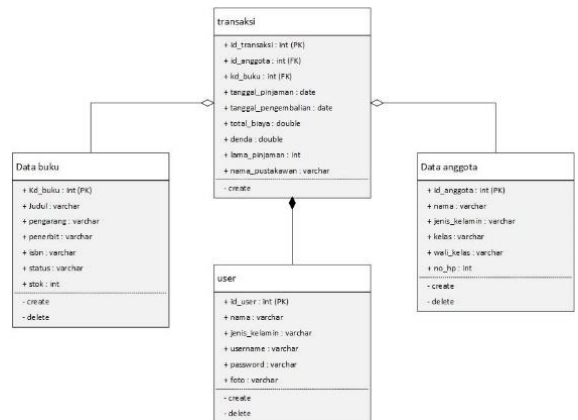 transaksi
+ id_transaksi : int (PK)
+ id_anggota : int (FK)
+ kd_buku : int (FK)
+ tanggal_pinjaman : date
+ tanggal_pengembalian : date
+ total_biaya : double
+ denda : double
+ lama_pinjaman : int
+ nama_pustakawan : varchar
- create
Data buku
+ Kd_buku : int (PK)
+ Judul : varchar
+ pengarang : varchar
+ penerbit : varchar
+ isbn : varchar
+ status : varchar
+ stok : int
- create
- delete
Data anggota
+ id_anggota : int (PK)
+ nama : varchar
+ jenis_kelamin : varchar
+ kelas : varchar
+ wali_kelas : varchar
+ no_hp : int
- create
- delete
user
+ id_user : int (PK)
+ nama : varchar
+ jenis_kelamin : varchar
+ username : varchar
+ password : varchar
+ foto : varchar
- create
- delete